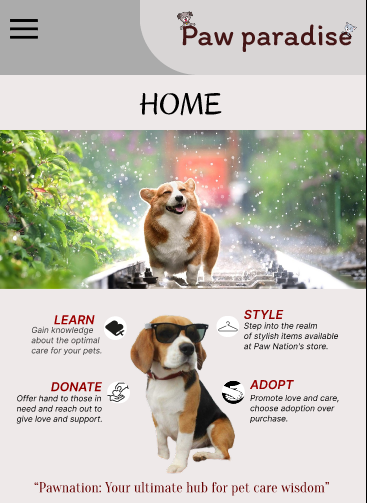 Paw paradise
HOME
LEARN
Gain knowledge
about the optimal
care for your pets.
STYLE
Step into the realm
of stylish items available
at Paw Nation's store.
DONATE
Offer hand to those in
need and reach out to
give love and support.
ADOPT
Promote love and care,
choose adoption over
purchase.
“Pawnation: Your ultimate hub for pet care wisdom”